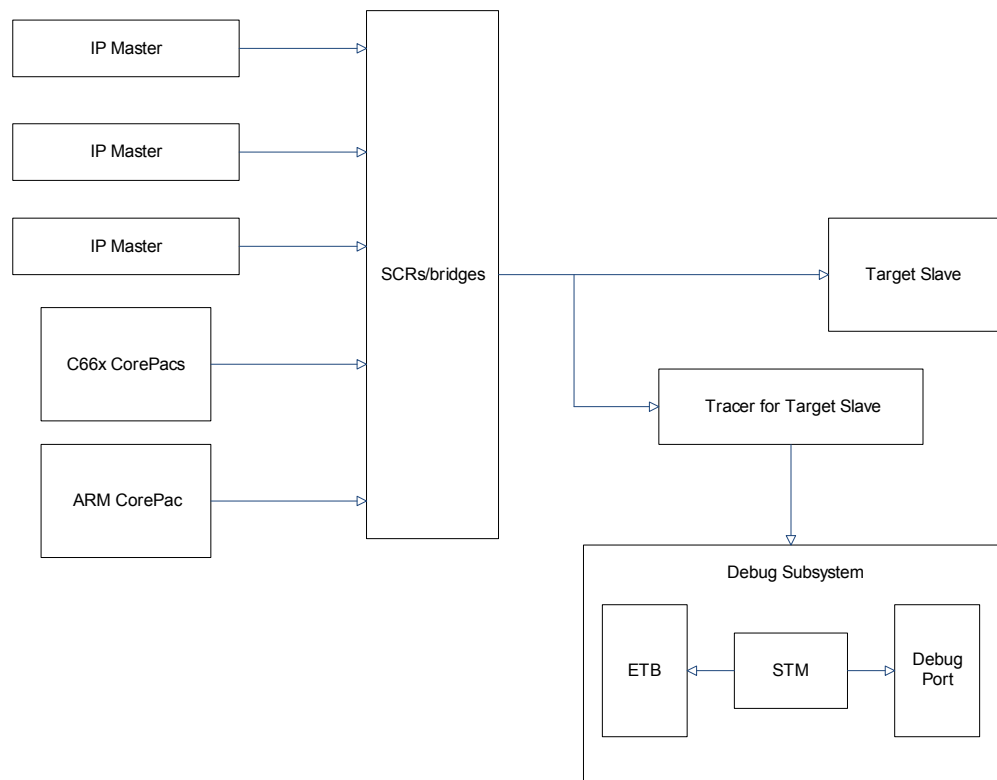 IP Master
IP Master
IP Master
SCRs/bridges
Target Slave
C66x CorePacs
Tracer for Target Slave
ARM CorePac
Debug Subsystem
ETB
STM
Debug
Port